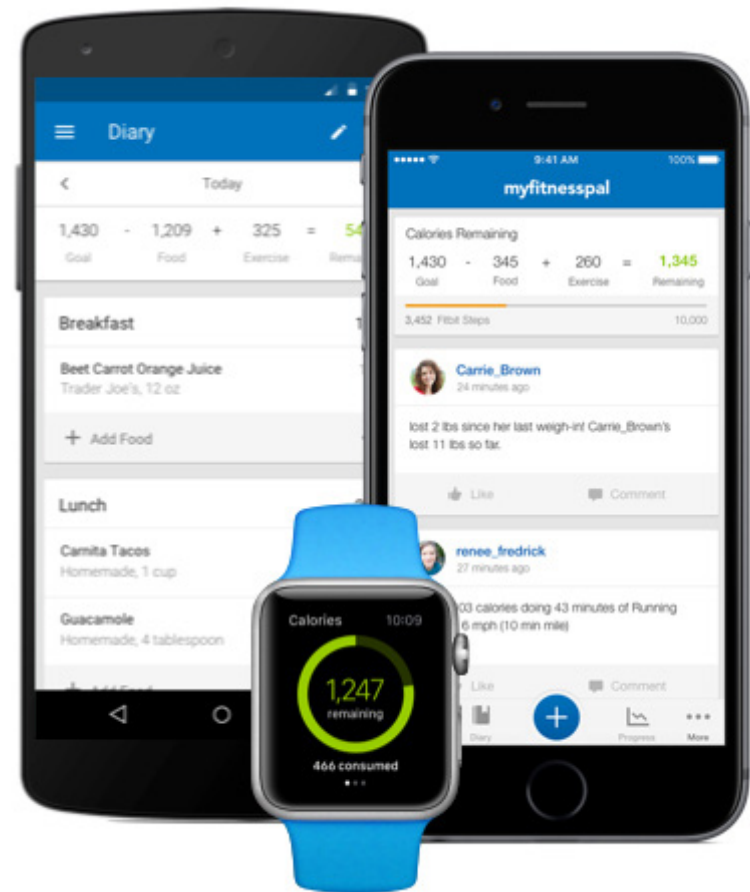 Diary
Today
1,430 - 1,209 + 325 =
Goal Food Exercise
Breakfast
Beet Carrot Orange Juice
Trader Joe's, 12 oz
+ Add Food
Lunch
Carnita Tacos
Homemade, 1 cup
Guacamole
Homemade, 4 tablespoon
+ Add Food
9:41 AM 100%
myfitnesspal
Calories Remaining
1,430 - 345 + 260 = 1,345
Goal Food Exercise Remaining
3,452 Fitbit Steps 10,000
Carrie_Brown
24 minutes ago
lost 2 lbs since her last weigh-in! Carrie_Brown's
lost 11 lbs so far.
Like Comment
renee_fredrick
27 minutes ago
03 calories doing 43 minutes of Running
6 mph (10 min mile)
Like Comment
Diary + Progress More
Calories 10:09
1,247
remaining
466 consumed